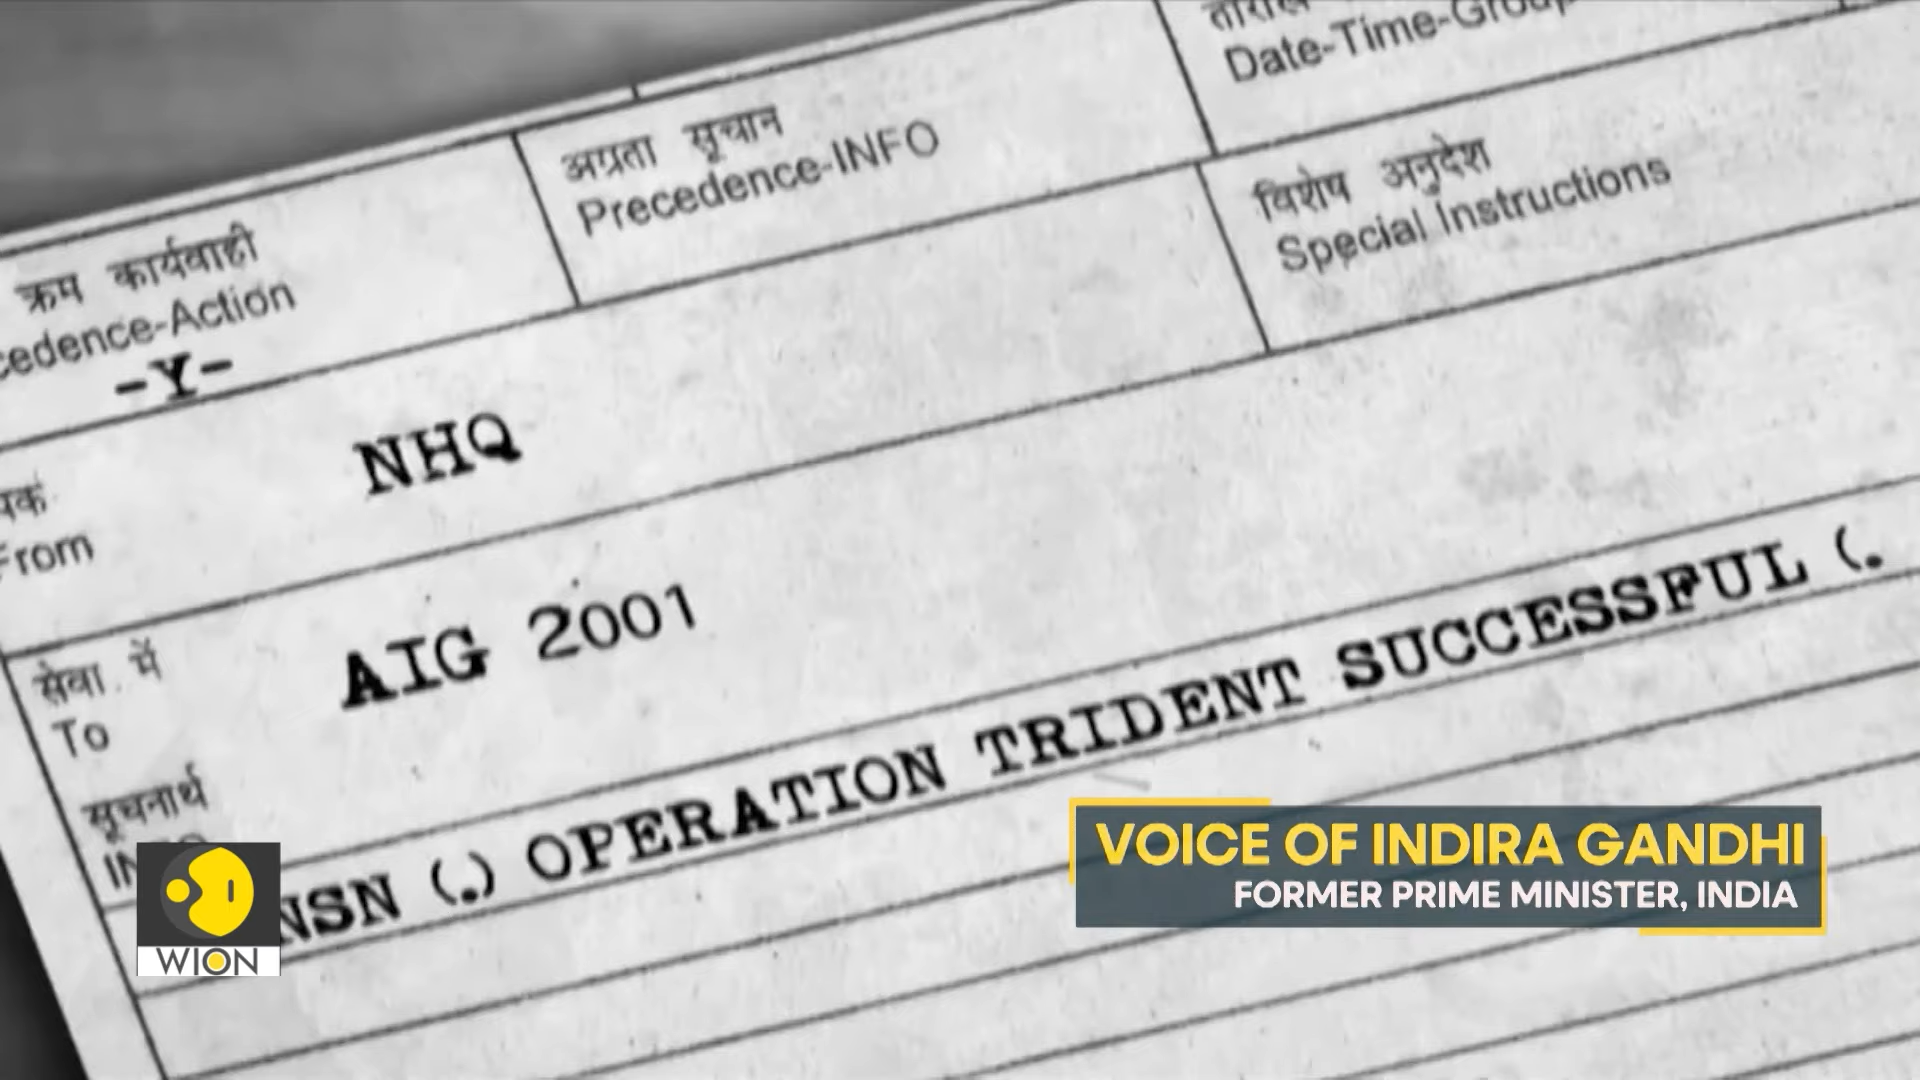 तारीख
Date-Time-Group
अग्रता सूचान
Precedence-INFO
विशेष अनुदेश
Special Instructions
क्रम कार्यवाही
cedence-Action
-Y-
NHQ
From
AIG 2001
सेवा में
To
सूचनार्थ
NSN (.) OPERATION TRIDENT SUCCESSFUL (.
VOICE OF INDIRA GANDHI
FORMER PRIME MINISTER, INDIA
WION